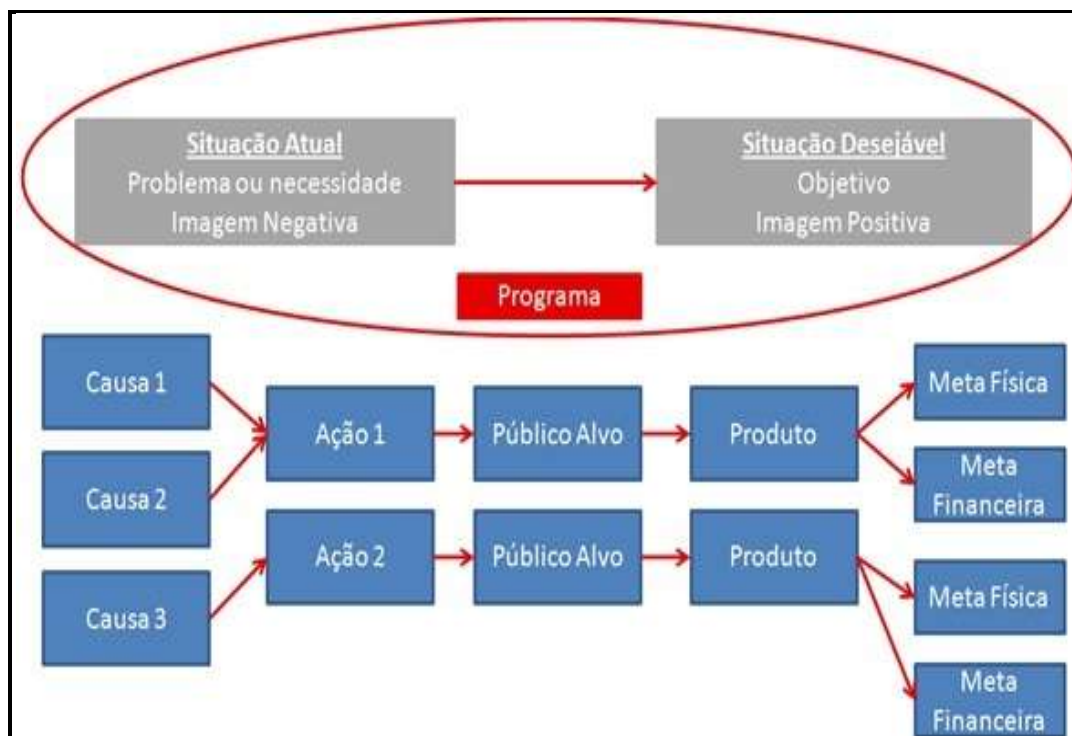 Situação Atual
Problema ou necessidade
Imagem Negativa
Situação Desejável
Objetivo
Imagem Positiva
Programa
Causa 1
Causa 2
Causa 3
Ação 1
Público Alvo
Produto
Meta Física
Meta
Financeira
Ação 2
Público Alvo
Produto
Meta Física
Meta
Financeira